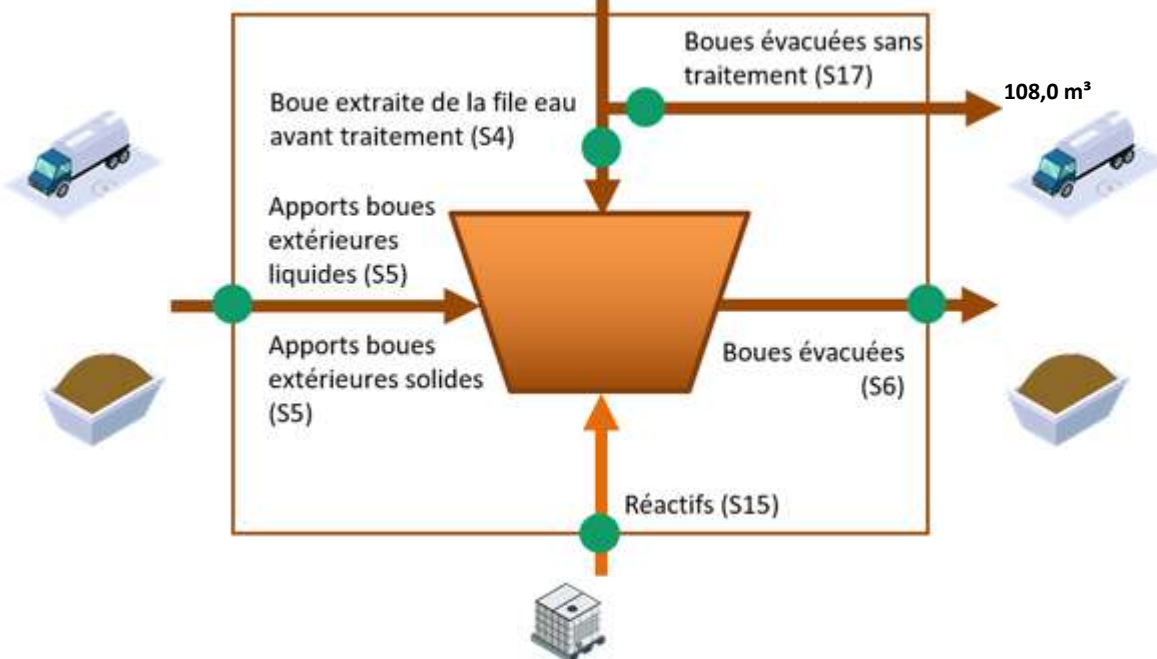 Boues évacuées sans
traitement (S17)
108,0 m³
Boue extraite de la file eau
avant traitement (S4)
Apports boues
extérieures
liquides (S5)
Apports boues
extérieures solides
(S5)
Boues évacuées
(S6)
Réactifs (S15)